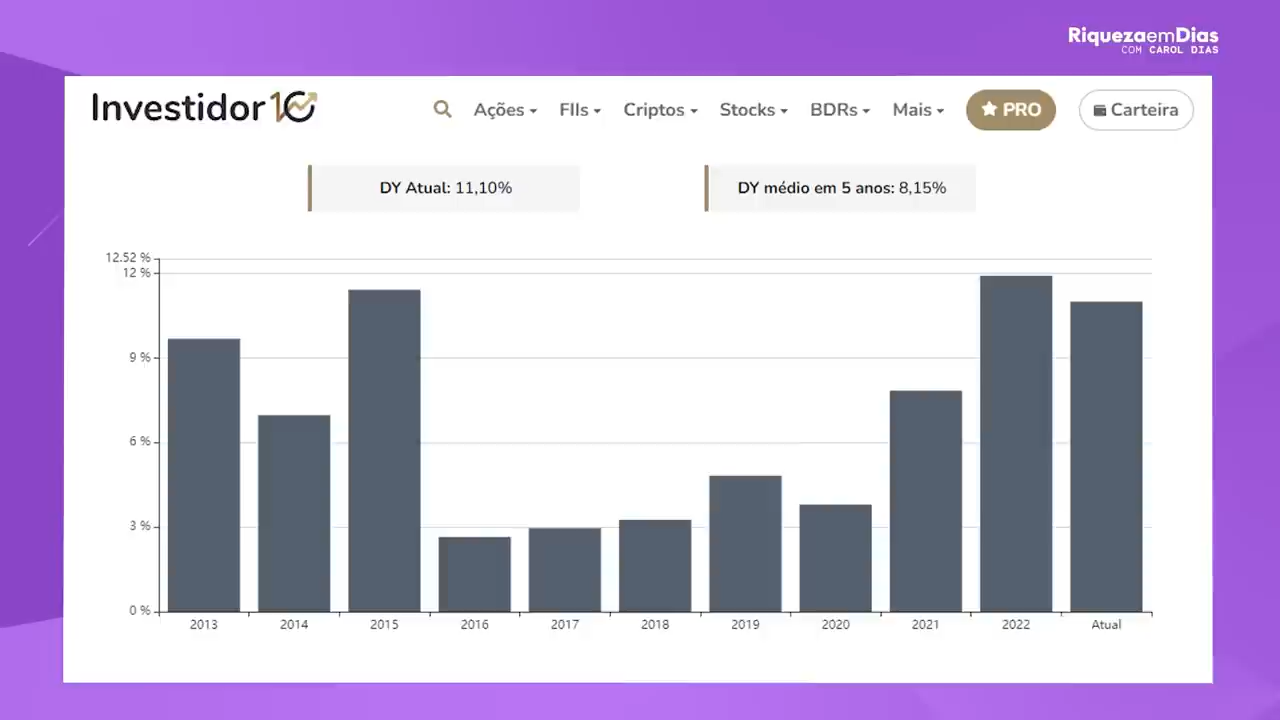 RiquezaemDias
COM CAROL DIAS
Investidor 10
Ações
FIIs
Criptos
Stocks
BDRs
Mais
PRO
Carteira
DY Atual: 11,10%
DY médio em 5 anos: 8,15%
12.52 %
12 %
9 %
6 %
3 %
0 %
2013
2014
2015
2016
2017
2018
2019
2020
2021
2022
Atual